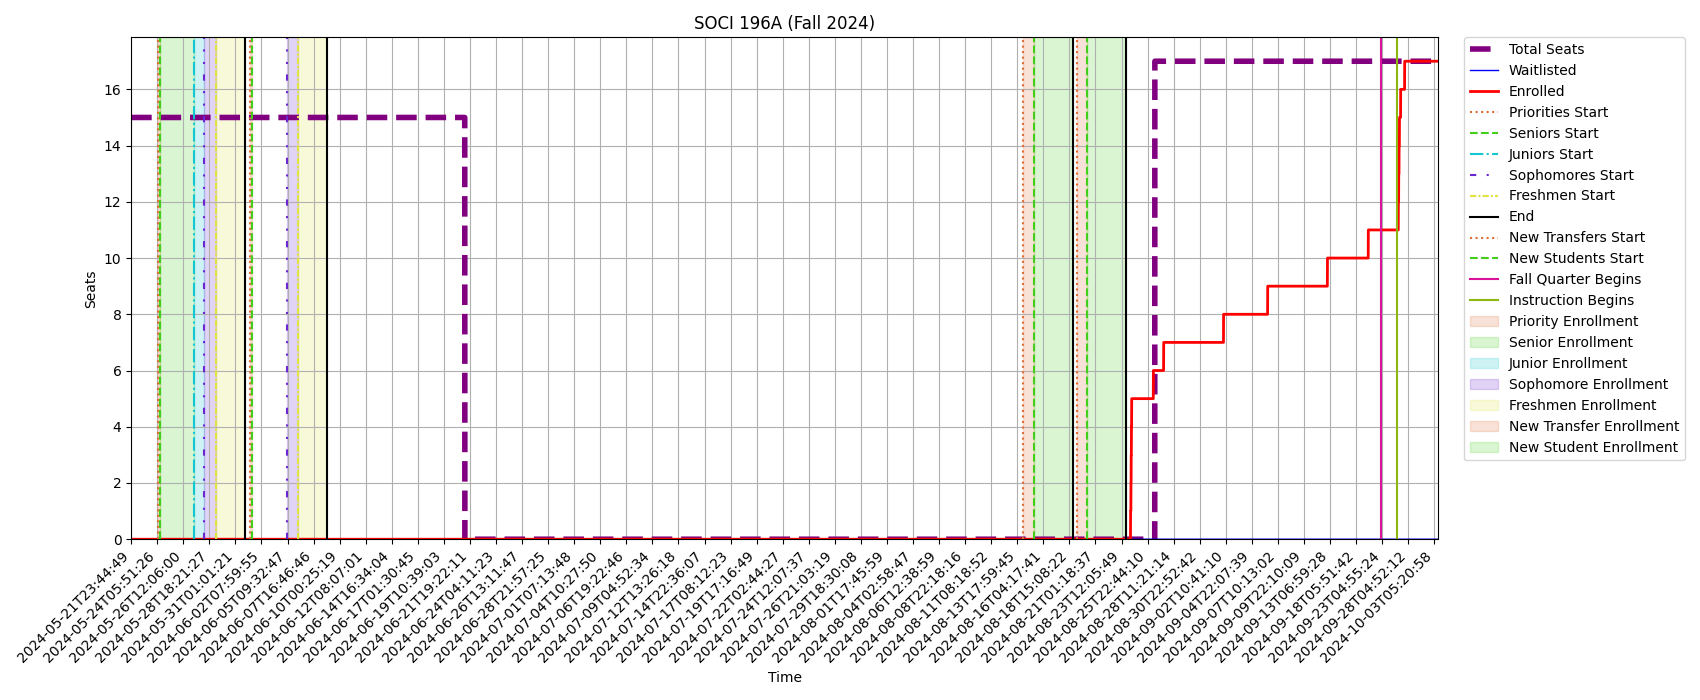 SOCI 196A (Fall 2024)
Seats
16
14
12
10
8
6
4
2
0
2024-05-21T23:44:49
2024-05-24T05:51:26
2024-05-26T12:06:00
2024-05-28T18:21:27
2024-05-31T01:01:21
2024-06-02T07:59:55
2024-06-05T09:32:47
2024-06-07T16:46:46
2024-06-10T00:25:19
2024-06-12T08:07:01
2024-06-14T16:34:04
2024-06-17T01:30:45
2024-06-19T10:39:03
2024-06-21T19:22:11
2024-06-24T04:11:23
2024-06-26T13:11:47
2024-06-28T21:57:25
2024-07-01T07:13:48
2024-07-04T10:27:50
2024-07-06T19:22:46
2024-07-09T04:52:34
2024-07-12T13:26:18
2024-07-14T22:36:07
2024-07-17T08:12:23
2024-07-19T17:16:49
2024-07-22T02:44:27
2024-07-24T12:07:37
2024-07-26T21:03:19
2024-07-29T18:30:08
2024-08-01T17:45:59
2024-08-04T02:58:47
2024-08-06T12:38:59
2024-08-08T22:18:16
2024-08-11T08:18:52
2024-08-13T17:59:45
2024-08-16T04:17:41
2024-08-18T15:08:22
2024-08-21T01:18:37
2024-08-23T12:05:49
2024-08-25T22:44:10
2024-08-28T11:21:14
2024-08-30T22:52:42
2024-09-02T10:41:10
2024-09-04T22:07:39
2024-09-07T10:13:02
2024-09-09T22:10:09
2024-09-13T06:59:28
2024-09-18T05:51:42
2024-09-23T04:55:24
2024-09-28T04:52:12
2024-10-03T05:20:58
Time
Total Seats
Waitlisted
Enrolled
Priorities Start
Seniors Start
Juniors Start
Sophomores Start
Freshmen Start
End
New Transfers Start
New Students Start
Fall Quarter Begins
Instruction Begins
Priority Enrollment
Senior Enrollment
Junior Enrollment
Sophomore Enrollment
Freshmen Enrollment
New Transfer Enrollment
New Student Enrollment